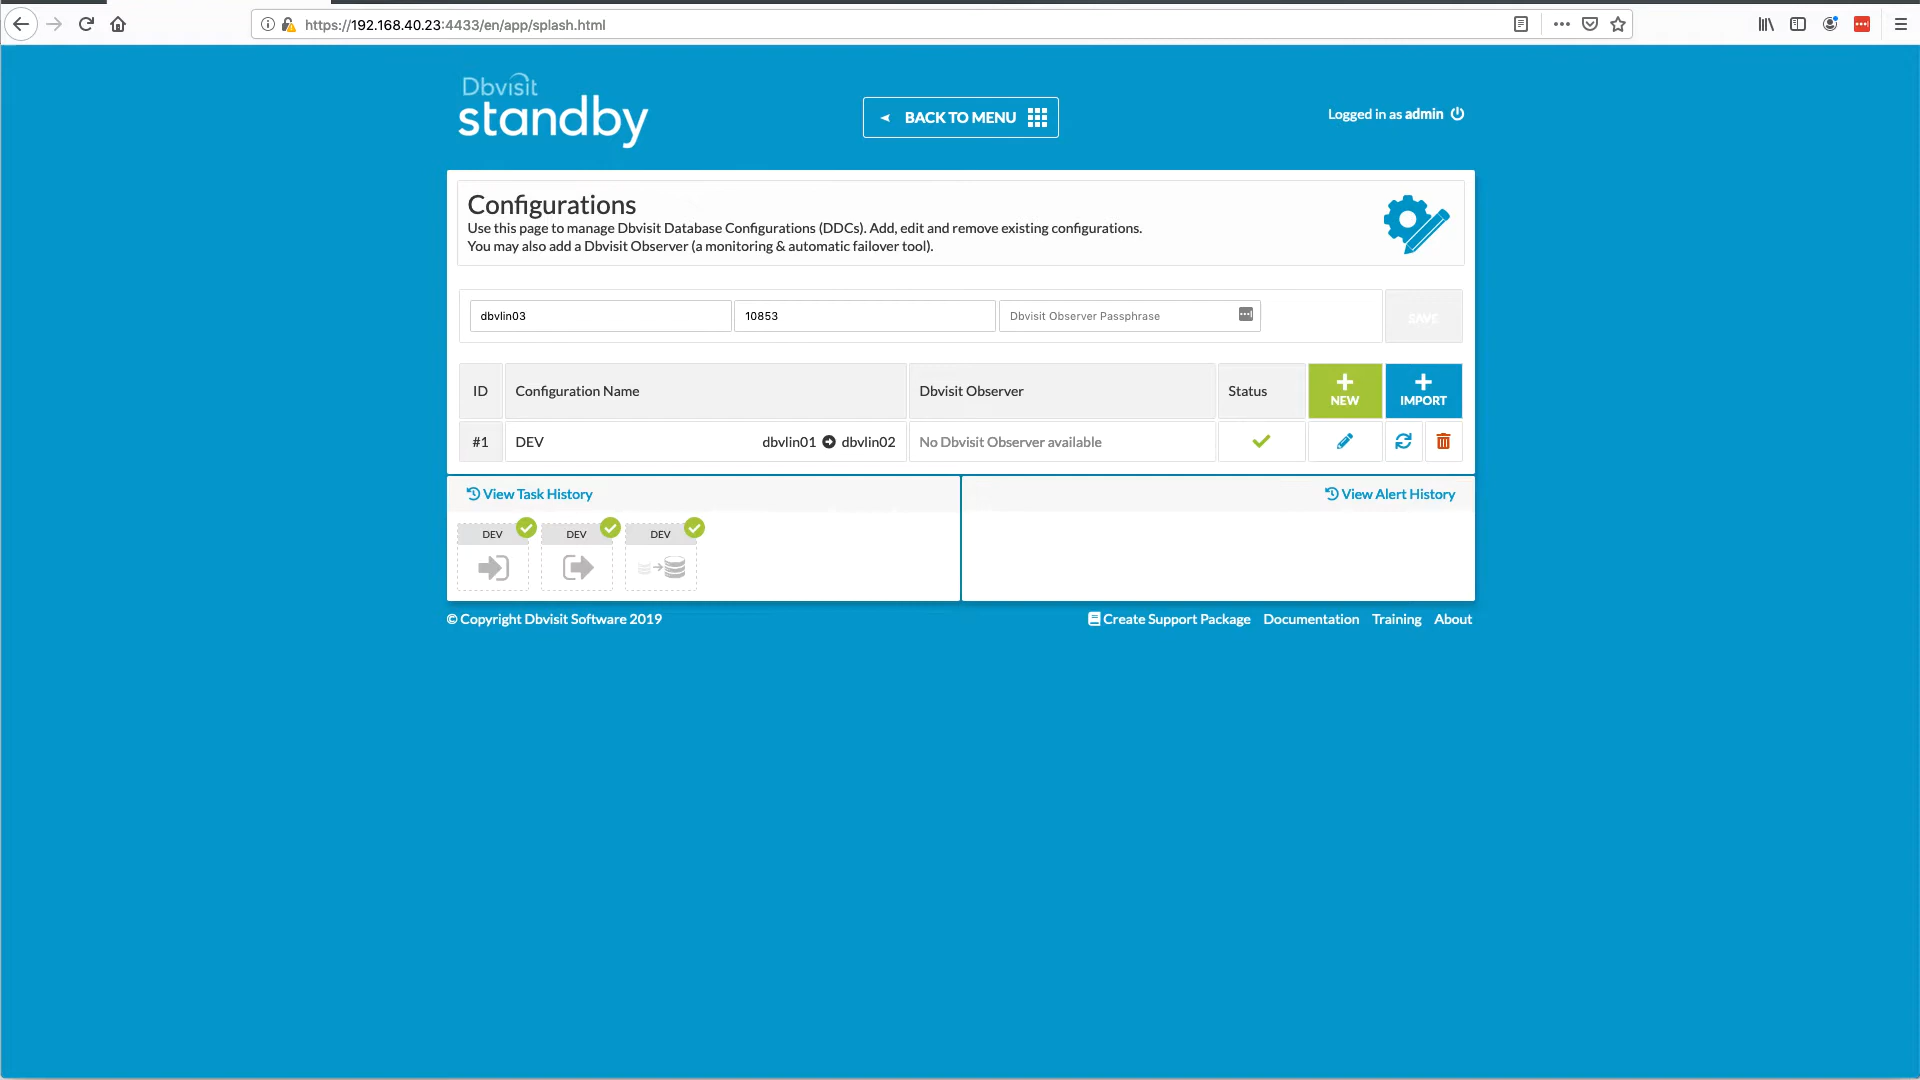 https://192.168.40.23:4433/en/app/splash.html
Dbvisit
standby
BACK TO MENU
Logged in as admin
Configurations
Use this page to manage Dbvisit Database Configurations (DDCs). Add, edit and remove existing configurations.
You may also add a Dbvisit Observer (a monitoring & automatic failover tool).
dbvlin03
10853
Dbvisit Observer Passphrase
SAVE
ID
Configuration Name
Dbvisit Observer
Status
NEW
IMPORT
#1
DEV
dbvlin01
dbvlin02
No Dbvisit Observer available
View Task History
View Alert History
DEV
DEV
DEV
© Copyright Dbvisit Software 2019
Create Support Package
Documentation
Training
About